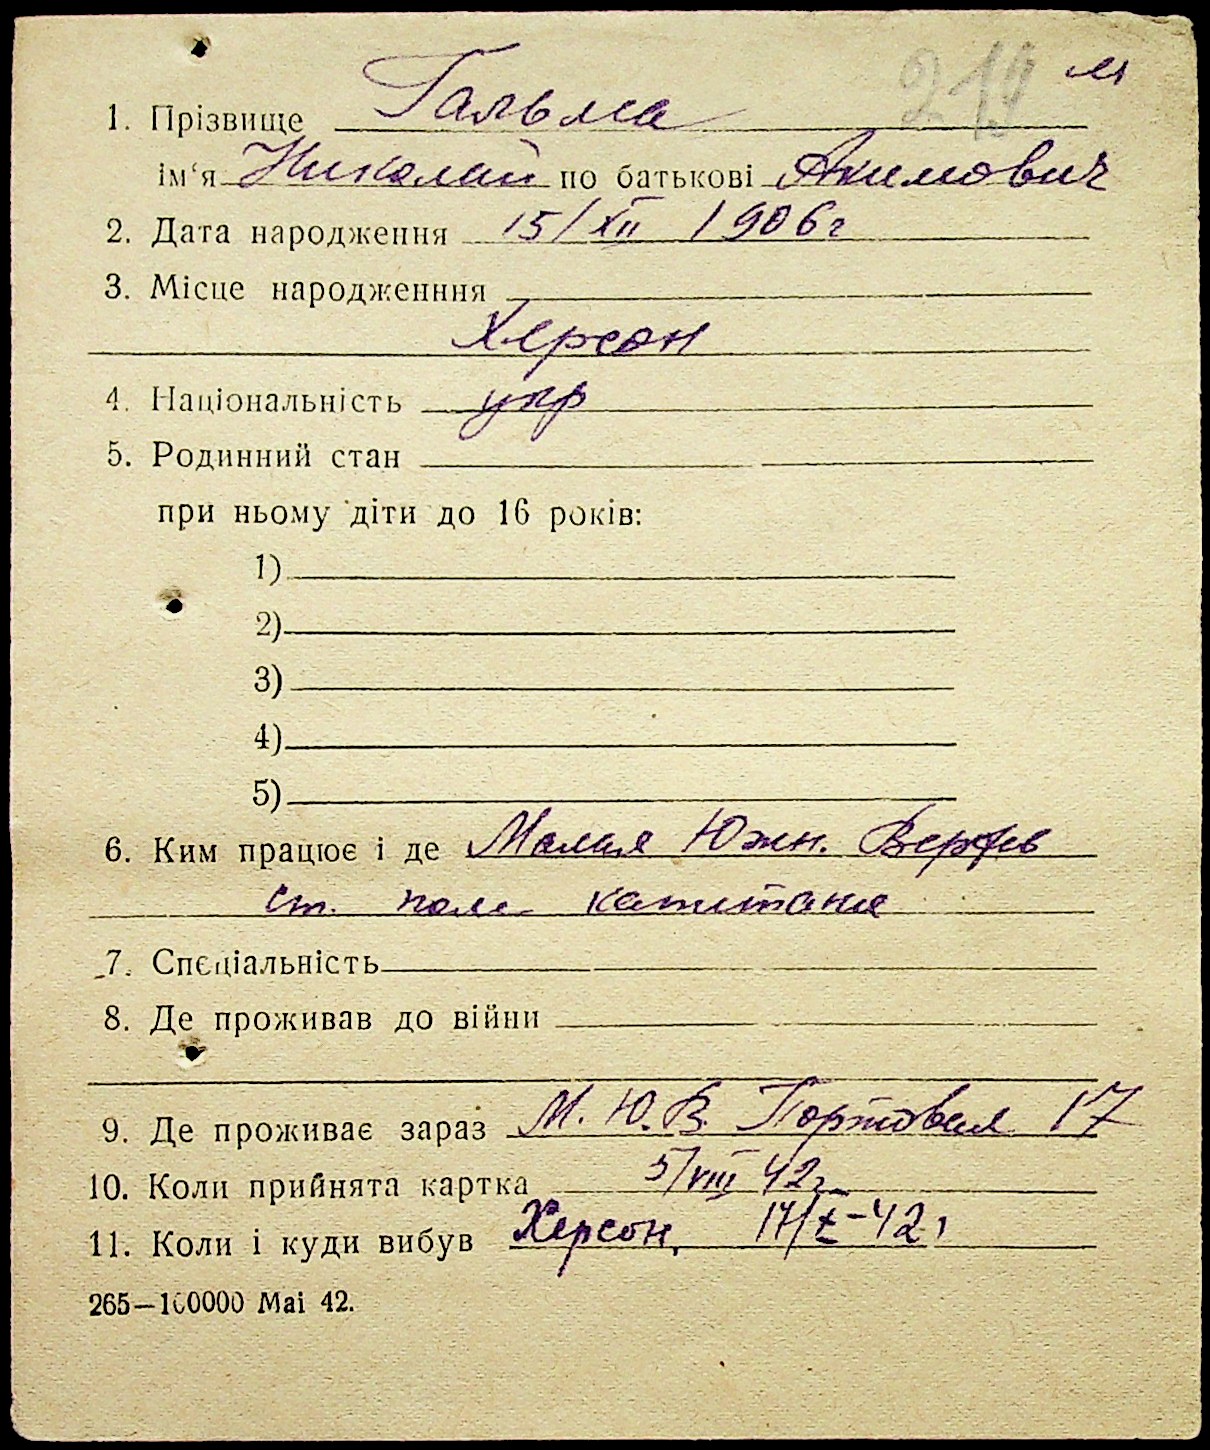 219 м
1. Прізвище Гальма
ім‘я Николай по батькові Акимович
2. Дата народження 15/XII 1906 г
3. Місце народженння
Херсон
4. Національність укр
5. Родинний стан
при ньому діти до 16 років:
1)
2)
3)
4)
5)
6. Ким працює і де Малая Южн. Верфь
ст. пом капитана
7. Спеціальність
8. Де проживав до війни
9. Де проживає зараз М. Ю. В. Портовая 17
10. Коли прийнята картка 5/VIII 42 г.
11. Коли і куди вибув Херсон, 17/X-42 г
265—100000 Mai 42.